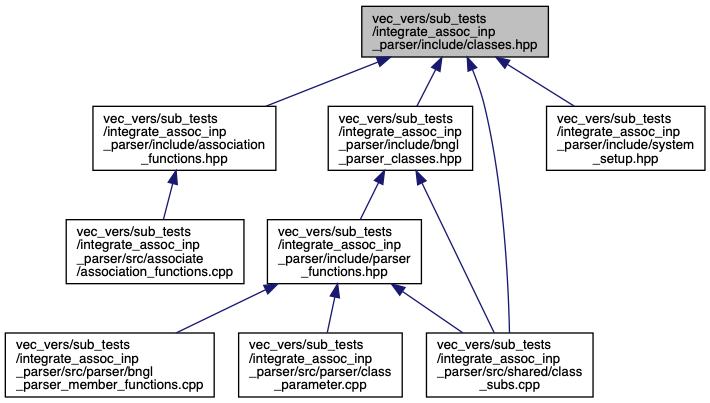 vec_vers/sub_tests
/integrate_assoc_inp
_parser/include/classes.hpp
vec_vers/sub_tests
/integrate_assoc_inp
_parser/include/association
_functions.hpp
vec_vers/sub_tests
/integrate_assoc_inp
_parser/include/bngl
_parser_classes.hpp
vec_vers/sub_tests
/integrate_assoc_inp
_parser/include/system
_setup.hpp
vec_vers/sub_tests
/integrate_assoc_inp
_parser/src/associate
/association_functions.cpp
vec_vers/sub_tests
/integrate_assoc_inp
_parser/include/parser
_functions.hpp
vec_vers/sub_tests
/integrate_assoc_inp
_parser/src/parser/bngl
_parser_member_functions.cpp
vec_vers/sub_tests
/integrate_assoc_inp
_parser/src/parser/class
_parameter.cpp
vec_vers/sub_tests
/integrate_assoc_inp
_parser/src/shared/class
_subs.cpp